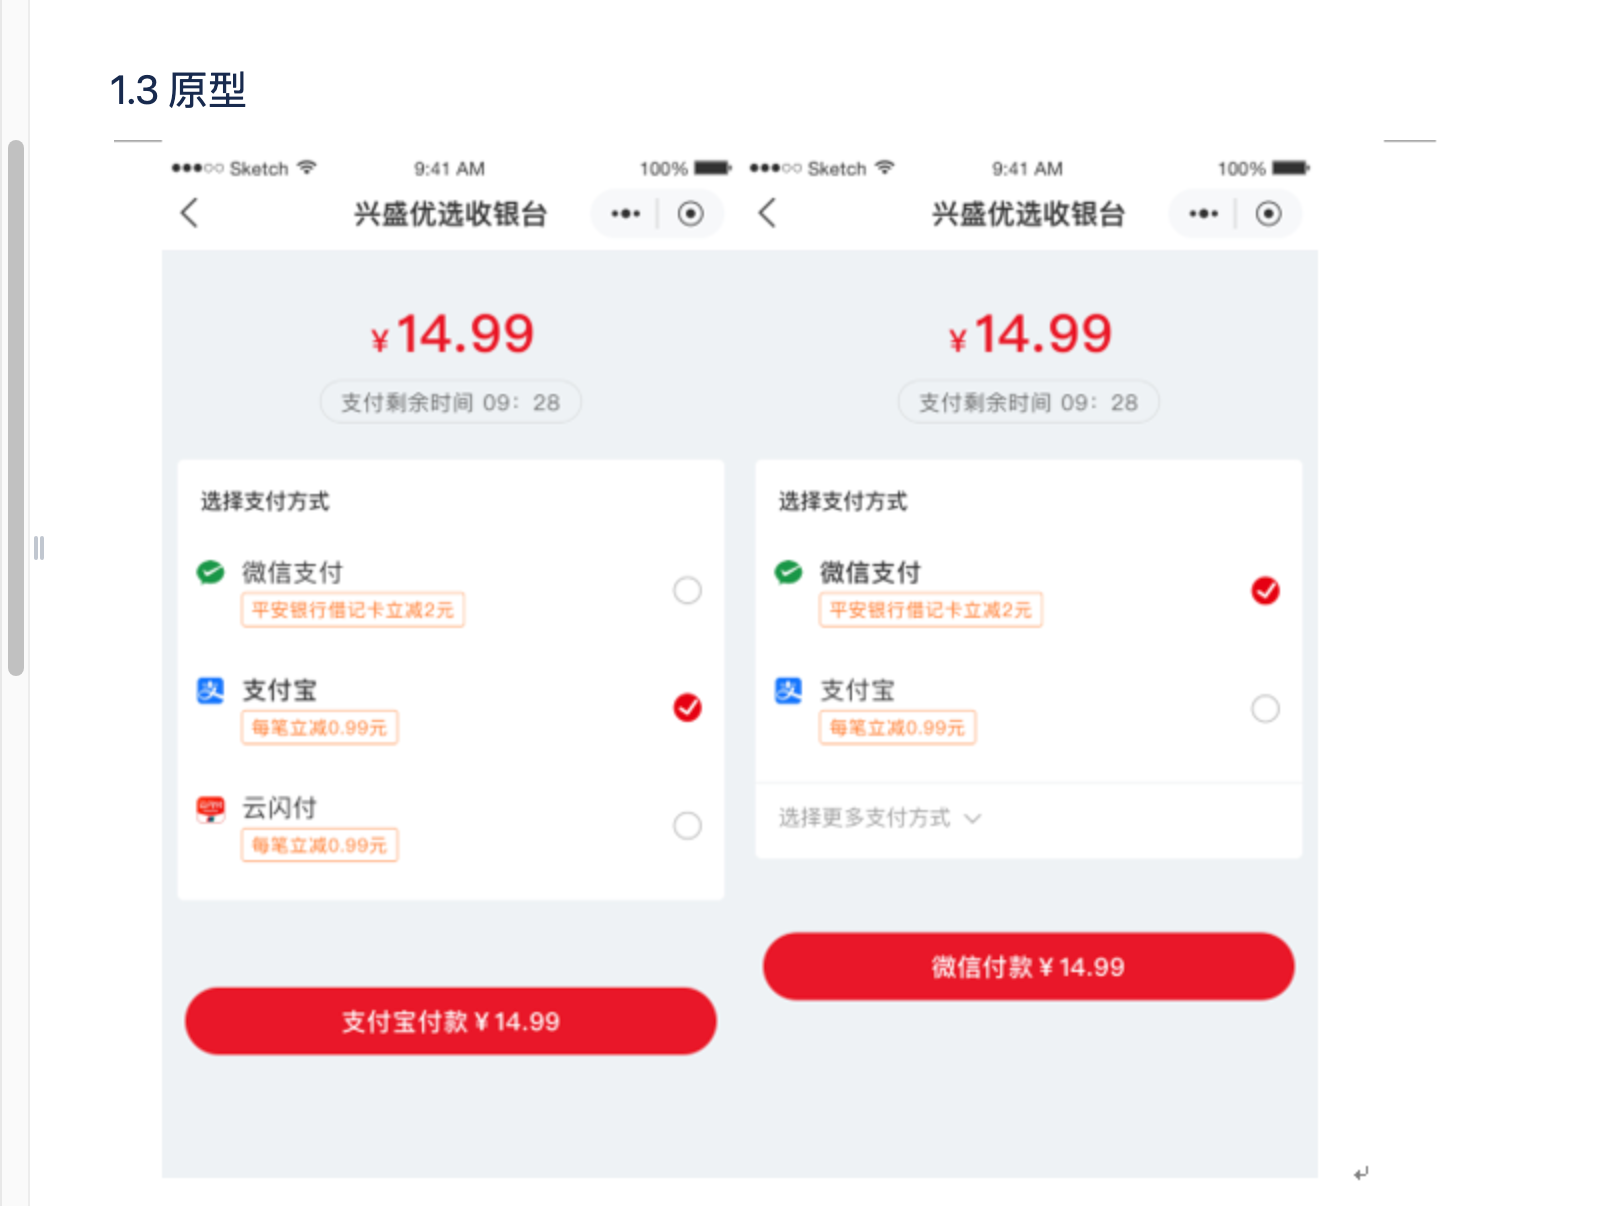 1.3 原型
Sketch 9:41 AM 100%
兴盛优选收银台
¥14.99
支付剩余时间 09：28
选择支付方式
微信支付
平安银行借记卡立减2元
支付宝
每笔立减0.99元
云闪付
每笔立减0.99元
支付宝付款 ¥ 14.99
Sketch 9:41 AM 100%
兴盛优选收银台
¥14.99
支付剩余时间 09：28
选择支付方式
微信支付
平安银行借记卡立减2元
支付宝
每笔立减0.99元
选择更多支付方式
微信付款 ¥ 14.99